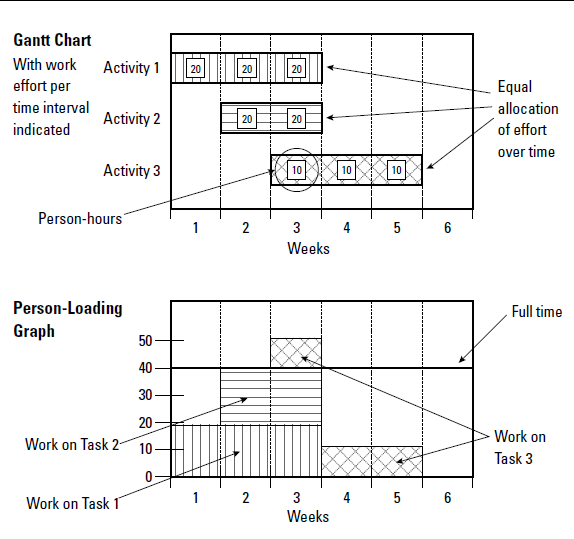 Gantt Chart
With work
effort per
time interval
indicated
Activity 1
20
20
20
Activity 2
20
20
Activity 3
10
10
10
Equal
allocation
of effort
over time
Person-hours
1
2
3
4
5
6
Weeks
Person-Loading
Graph
Full time
50
40
30
20
10
0
Work on Task 2
Work on Task 1
Work on
Task 3
1
2
3
4
5
6
Weeks